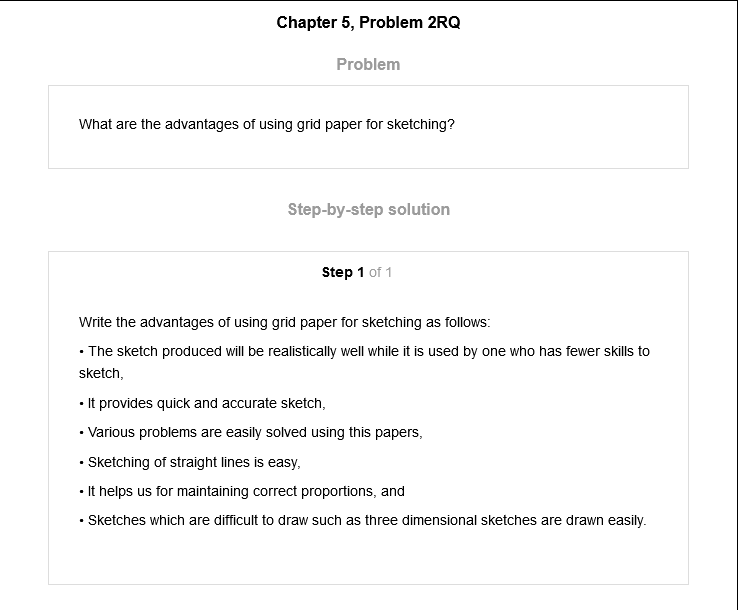 Chapter 5, Problem 2RQ
Problem
What are the advantages of using grid paper for sketching?
Step-by-step solution
Step 1 of 1
Write the advantages of using grid paper for sketching as follows:
• The sketch produced will be realistically well while it is used by one who has fewer skills to
sketch,
• It provides quick and accurate sketch,
• Various problems are easily solved using this papers,
• Sketching of straight lines is easy,
• It helps us for maintaining correct proportions, and
• Sketches which are difficult to draw such as three dimensional sketches are drawn easily.